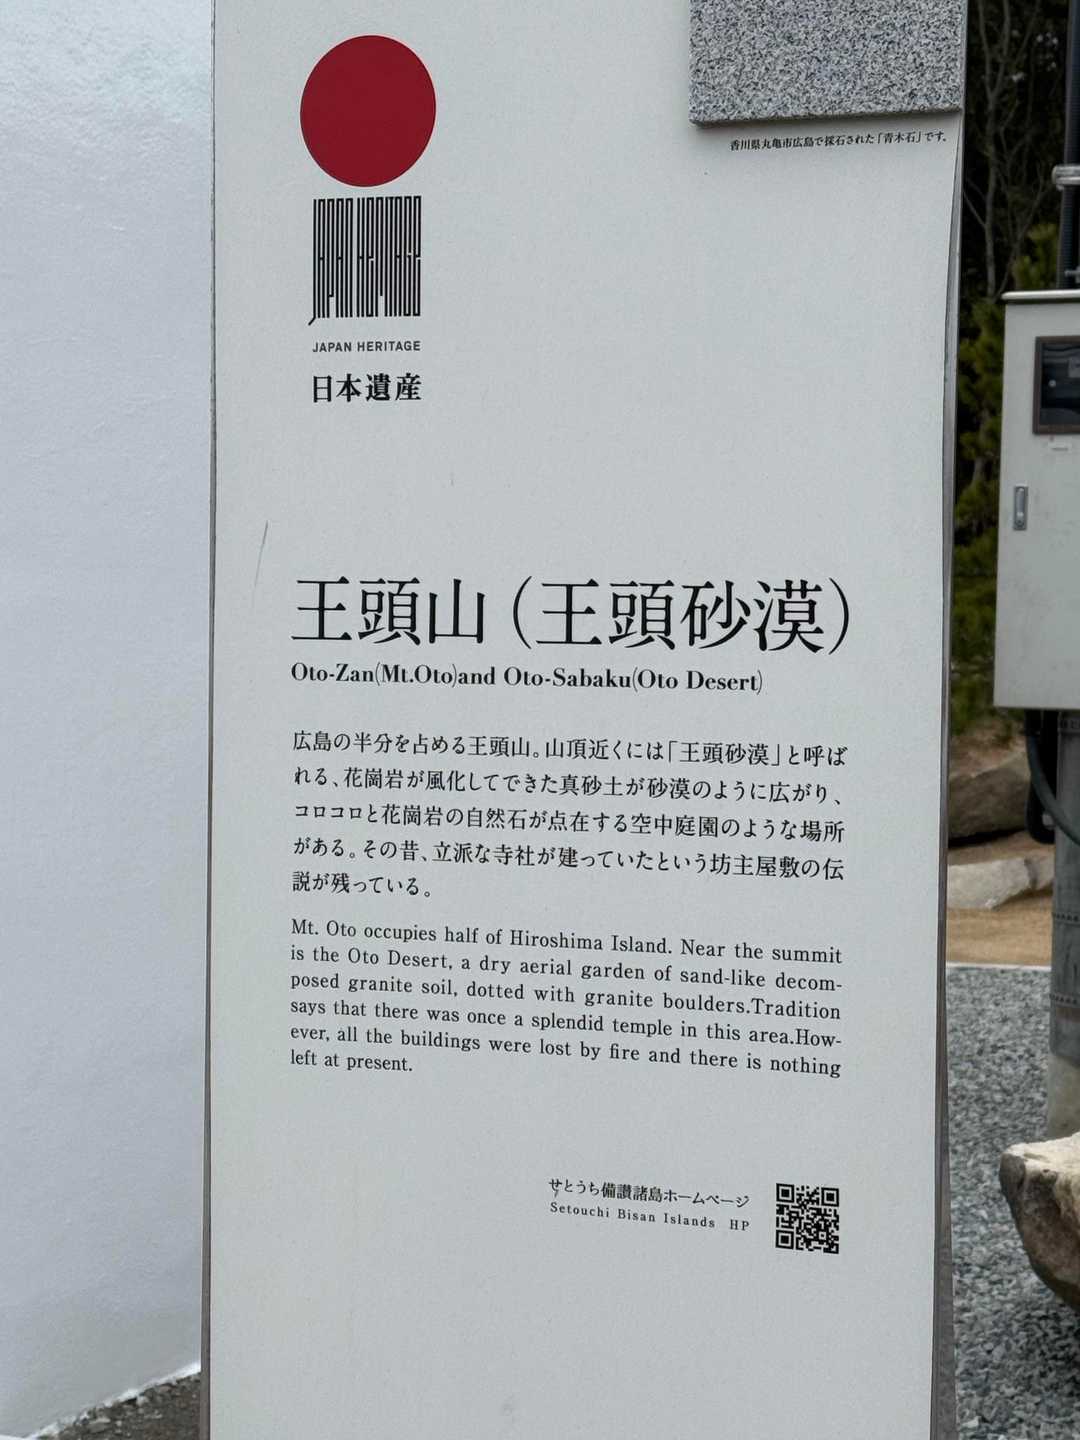 香川県丸亀市広島で採石された「青木石」です。
JAPAN HERITAGE
JAPAN HERITAGE
日本遺産
王頭山（王頭砂漠）
Oto-Zan(Mt.Oto)and Oto-Sabaku(Oto Desert)
広島の半分を占める王頭山。山頂近くには「王頭砂漠」と呼ば
れる、花崗岩が風化してできた真砂土が砂漠のように広がり、
コロコロと花崗岩の自然石が点在する空中庭園のような場所
がある。その昔、立派な寺社が建っていたという坊主屋敷の伝
説が残っている。
Mt. Oto occupies half of Hiroshima Island. Near the summit
is the Oto Desert, a dry aerial garden of sand-like decom-
posed granite soil, dotted with granite boulders.Tradition
says that there was once a splendid temple in this area.How-
ever, all the buildings were lost by fire and there is nothing
left at present.
せとうち備讃諸島ホームページ
Setouchi Bisan Islands HP